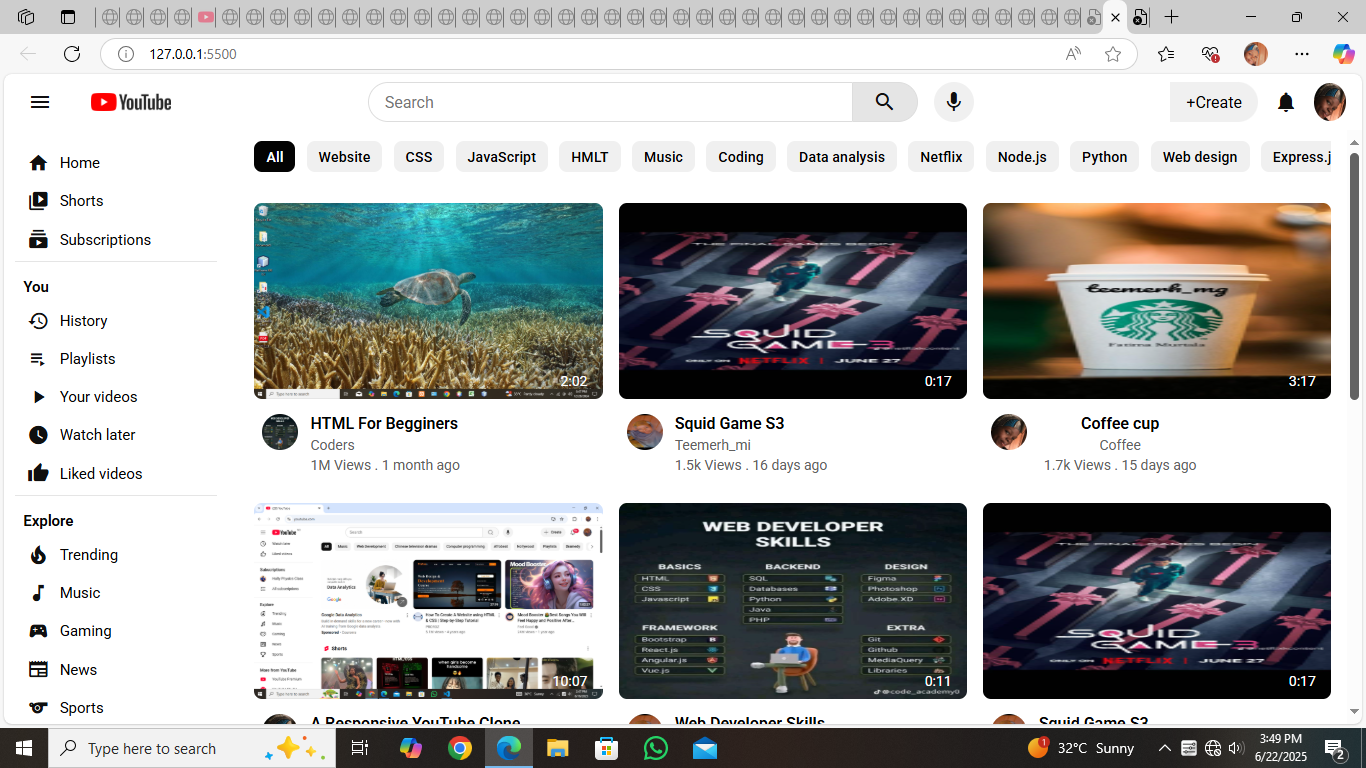 127.0.0.1:5500
YouTube
Search
+Create
Home
Shorts
Subscriptions
You
History
Playlists
Your videos
Watch later
Liked videos
Explore
Trending
Music
Gaming
News
Sports
All Website CSS JavaScript HMLT Music Coding Data analysis Netflix Node.js Python Web design Express.j
2:02
HTML For Begginers
Coders
1M Views . 1 month ago
THE FINAL GAMES BEGIN
SQUID
GAME 3
ONLY ON NETFLIX | JUNE 27
0:17
Squid Game S3
Teemerh_mi
1.5k Views . 16 days ago
teemerh_mg
Fatima Murtala
3:17
Coffee cup
Coffee
1.7k Views . 15 days ago
YouTube
Search
Shorts
10:07
A Responsive YouTube Clone
WEB DEVELOPER
SKILLS
BASICS
HTML
CSS
Javascript
FRAMEWORK
Bootstrap
React.js
Angular.js
Vue.js
BACKEND
SQL
Databases
Python
Java
PHP
DESIGN
Figma
Photoshop
Adobe.XD
EXTRA
Git
Github
MediaQuery
Libraries
@code_academy0
0:11
Web Developer Skills
THE FINAL GAMES BEGIN
SQUID
GAME 3
ONLY ON NETFLIX | JUNE 27
0:17
Squid Game S3
Type here to search
1
32°C Sunny
3:49 PM
6/22/2025
2